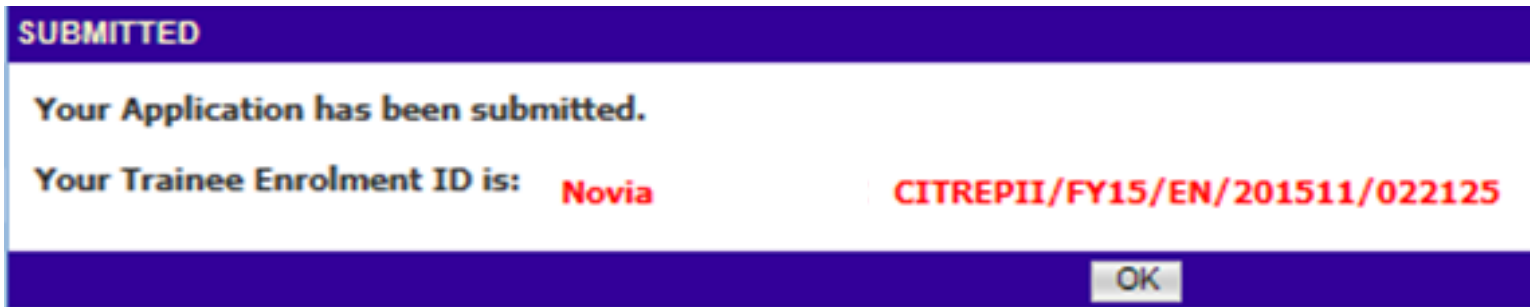 SUBMITTED
Your Application has been submitted.
Your Trainee Enrolment ID is: Novia CITREPII/FY15/EN/201511/022125
OK